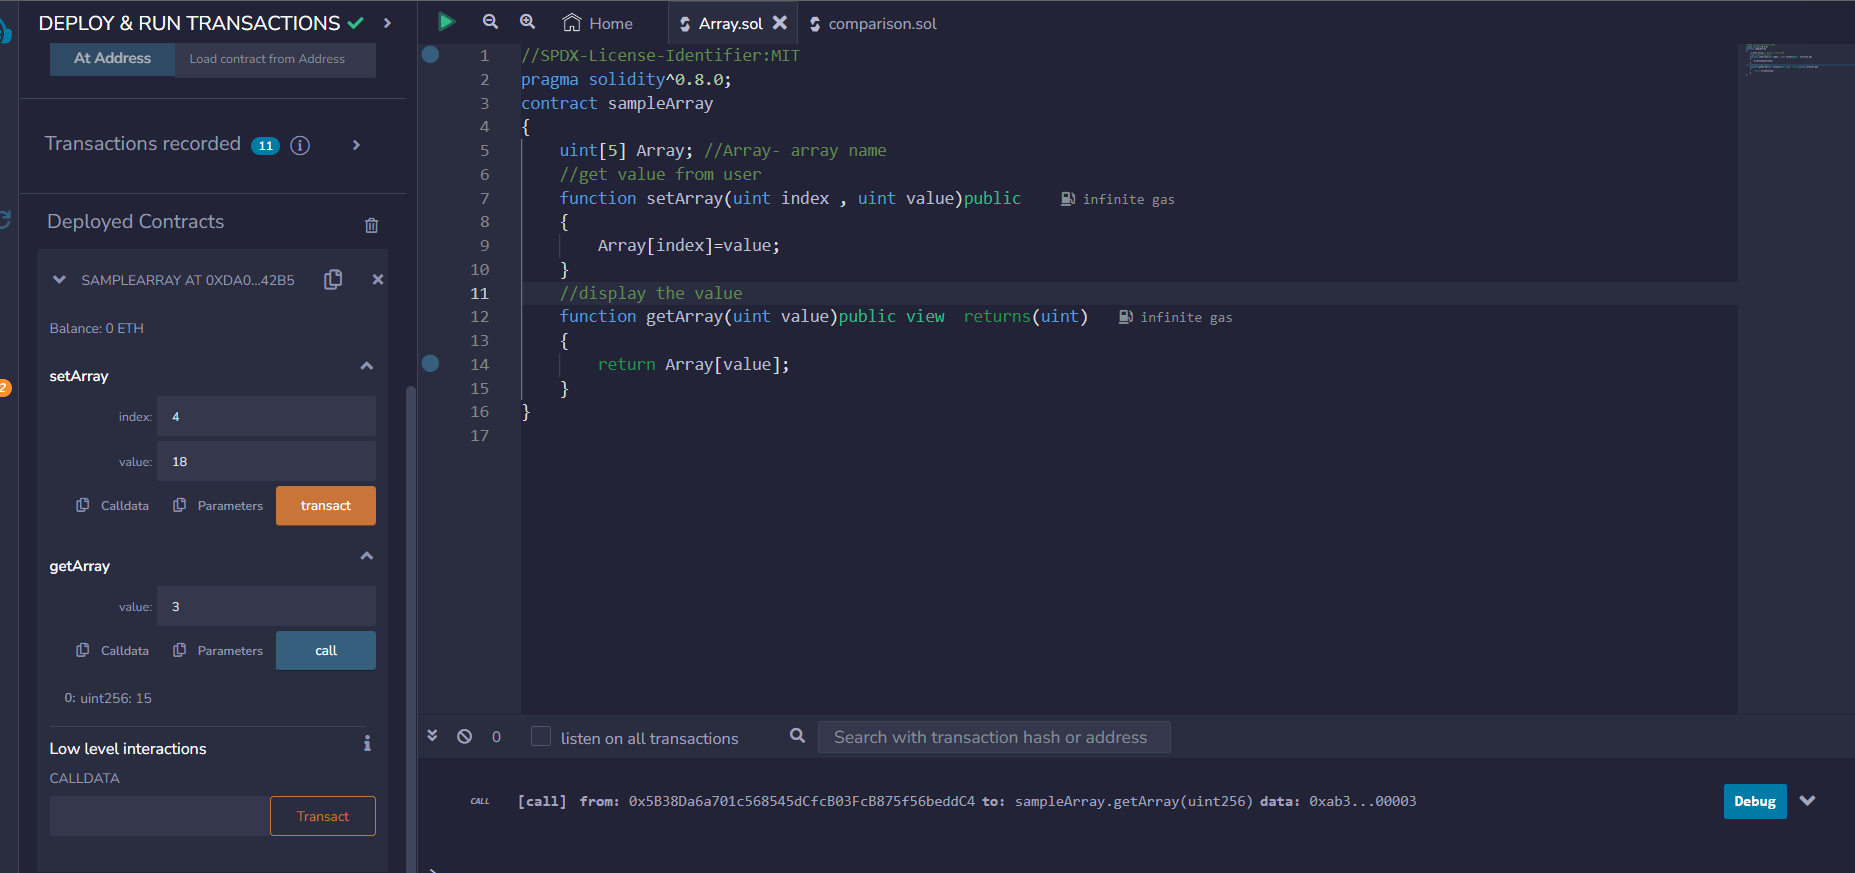 DEPLOY & RUN TRANSACTIONS
At Address
Load contract from Address
Transactions recorded 11
Deployed Contracts
SAMPLEARRAY AT 0XDA0...42B5
Balance: 0 ETH
setArray
index: 4
value: 18
Calldata Parameters transact
getArray
value: 3
Calldata Parameters call
0: uint256: 15
Low level interactions
CALLDATA
Transact
2
Home Array.sol comparison.sol
1 //SPDX-License-Identifier:MIT
2 pragma solidity^0.8.0;
3 contract sampleArray
4 {
5 uint[5] Array; //Array- array name
6 //get value from user
7 function setArray(uint index , uint value)public infinite gas
8 {
9 Array[index]=value;
10 }
11 //display the value
12 function getArray(uint value)public view  returns(uint) infinite gas
13 {
14 return Array[value];
15 }
16 }
17
0 listen on all transactions Search with transaction hash or address
CALL [call] from: 0x5B38Da6a701c568545dCfcB03FcB875f56beddC4 to: sampleArray.getArray(uint256) data: 0xab3...00003 Debug